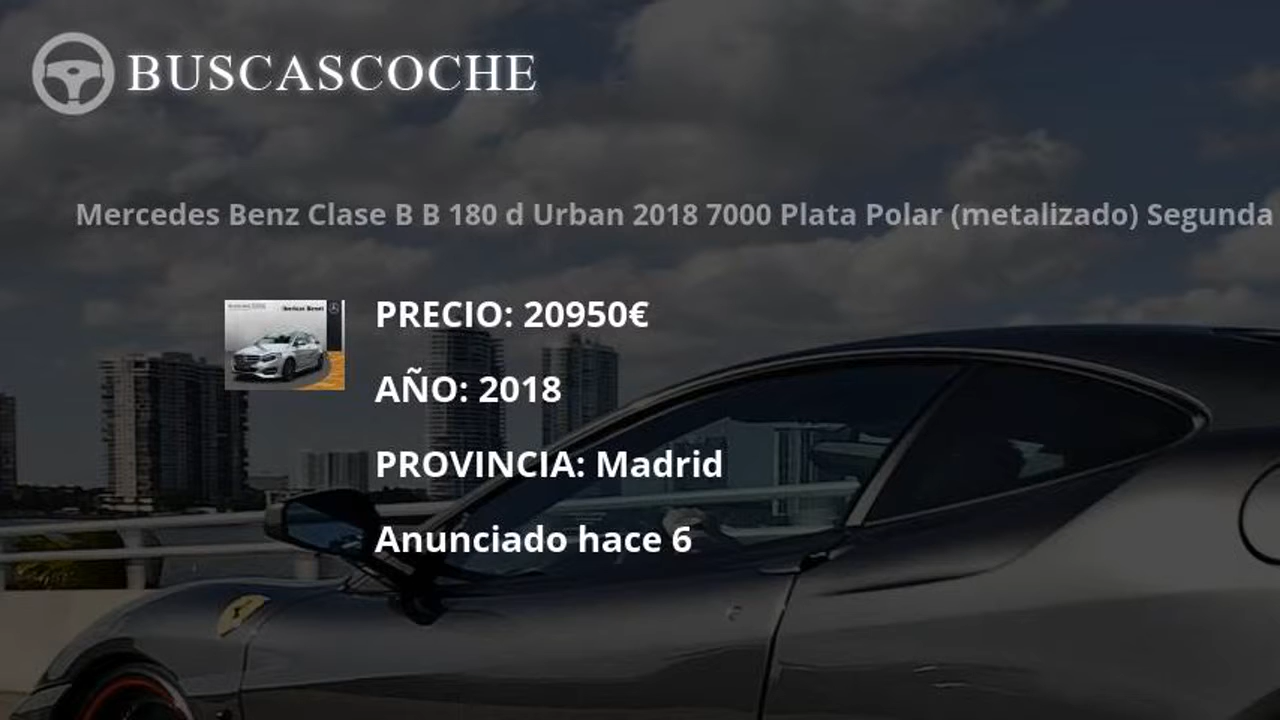 BUSCASCOCHE
Mercedes Benz Clase B B 180 d Urban 2018 7000 Plata Polar (metalizado) Segunda
PRECIO: 20950€
AÑO: 2018
PROVINCIA: Madrid
Anunciado hace 6